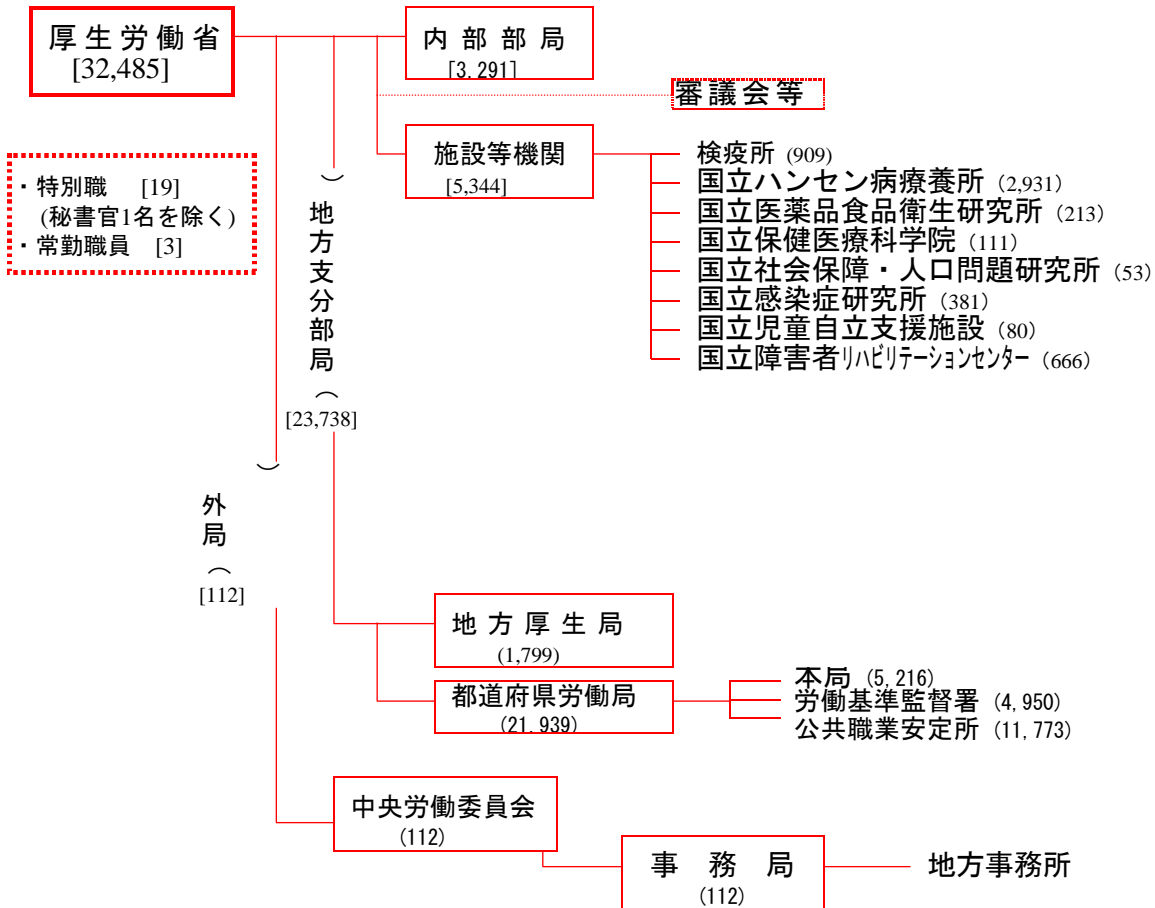 厚生労働省
[32,485]
内部部局
[3.291]
審議会等
施設等機関
[5,344]
検疫所 (909)
国立ハンセン病療養所 (2,931)
国立医薬品食品衛生研究所 (213)
国立保健医療科学院 (111)
国立社会保障・人口問題研究所 (53)
国立感染症研究所 (381)
国立児童自立支援施設 (80)
国立障害者ﾘﾊﾋﾞﾘﾃｰｼｮﾝｾﾝﾀｰ (666)
・特別職 [19]
(秘書官1名を除く)
・常勤職員 [3]
地方支分部局
[23,738]
外局
[112]
地方厚生局
(1,799)
都道府県労働局
(21.939)
本局 (5,216)
労働基準監督署 (4,950)
公共職業安定所 (11,773)
中央労働委員会
(112)
事務局
(112)
地方事務所